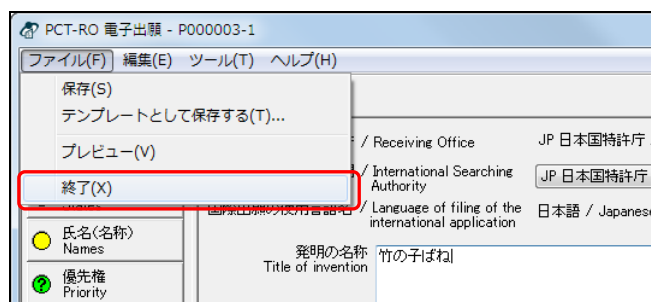 PCT-RO 電子出願 - P000003-1
ファイル(F) 編集(E) ツール(T) ヘルプ(H)
保存(S)
テンプレートとして保存する(T)...
プレビュー(V)
終了(X)
/ Receiving Office JP 日本国特許庁
/ International Searching Authority JP 日本国特許庁
/ Language of filing of the international application 日本語 / Japanese
氏名(名称)
Names
発明の名称
Title of invention
竹の子ばね
優先権
Priority